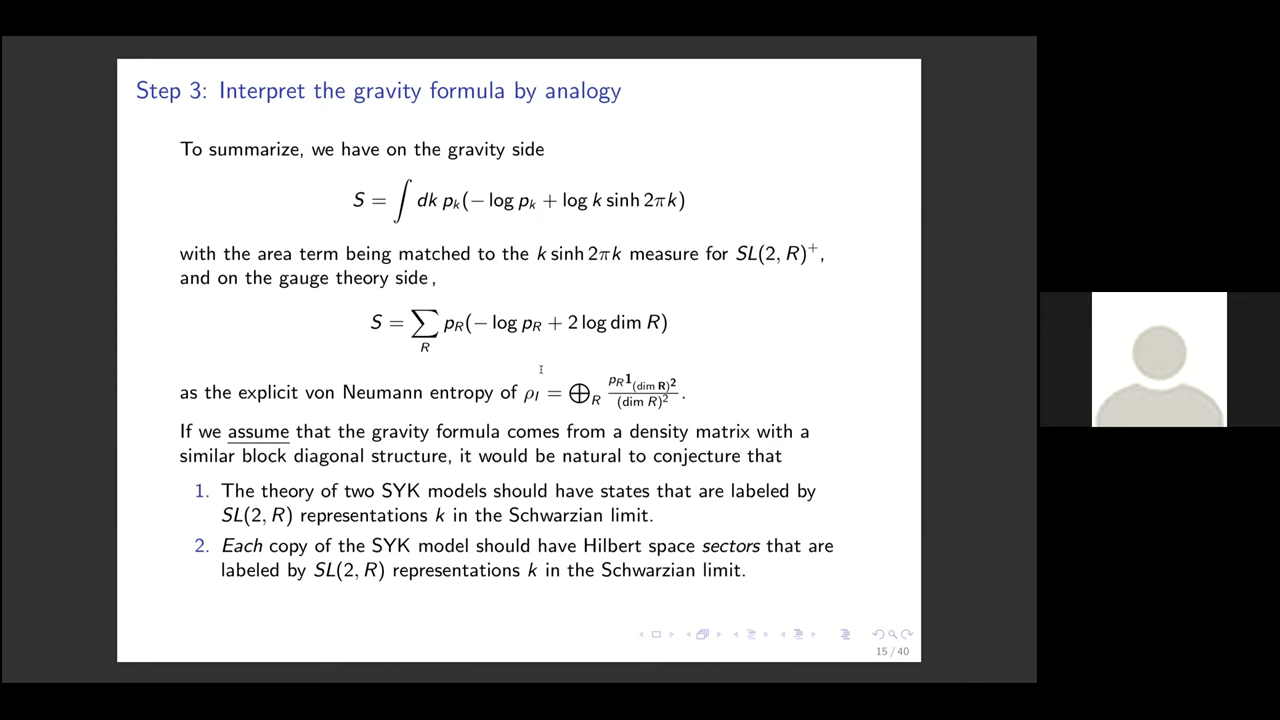 Step 3: Interpret the gravity formula by analogy
To summarize, we have on the gravity side
S = ∫ dk pₖ(− log pₖ + log k sinh 2πk)
with the area term being matched to the k sinh 2πk measure for SL(2, R)⁺,
and on the gauge theory side ,
S = ∑_R p_R(− log p_R + 2 log dim R)
as the explicit von Neumann entropy of ρ_I = ⊕_R \frac{p_R 1_{(dim R)^2}}{(dim R)^2} .
If we assume that the gravity formula comes from a density matrix with a
similar block diagonal structure, it would be natural to conjecture that
1. The theory of two SYK models should have states that are labeled by
SL(2, R) representations k in the Schwarzian limit.
2. Each copy of the SYK model should have Hilbert space sectors that are
labeled by SL(2, R) representations k in the Schwarzian limit.
15 / 40